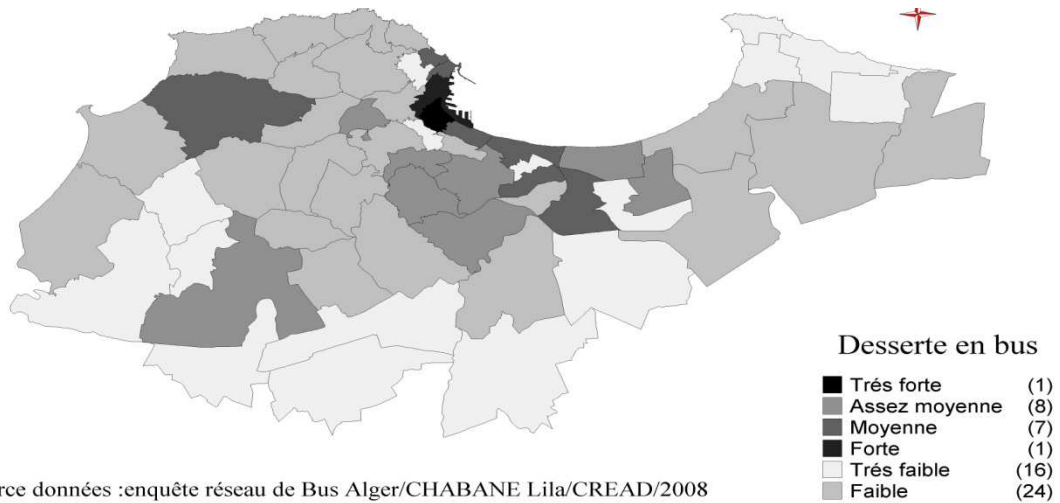 Desserte en bus
Trés forte (1)
Assez moyenne (8)
Moyenne (7)
Forte (1)
Trés faible (16)
Faible (24)
rce données :enquête réseau de Bus Alger/CHABANE Lila/CREAD/2008